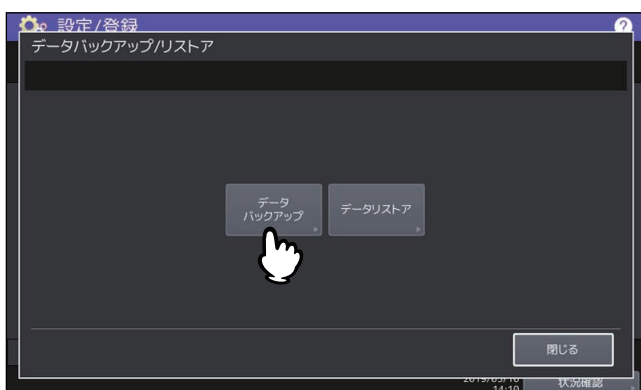 設定/登録
?
データバックアップ/リストア
データ
バックアップ
データリストア
閉じる
14:10
状況確認